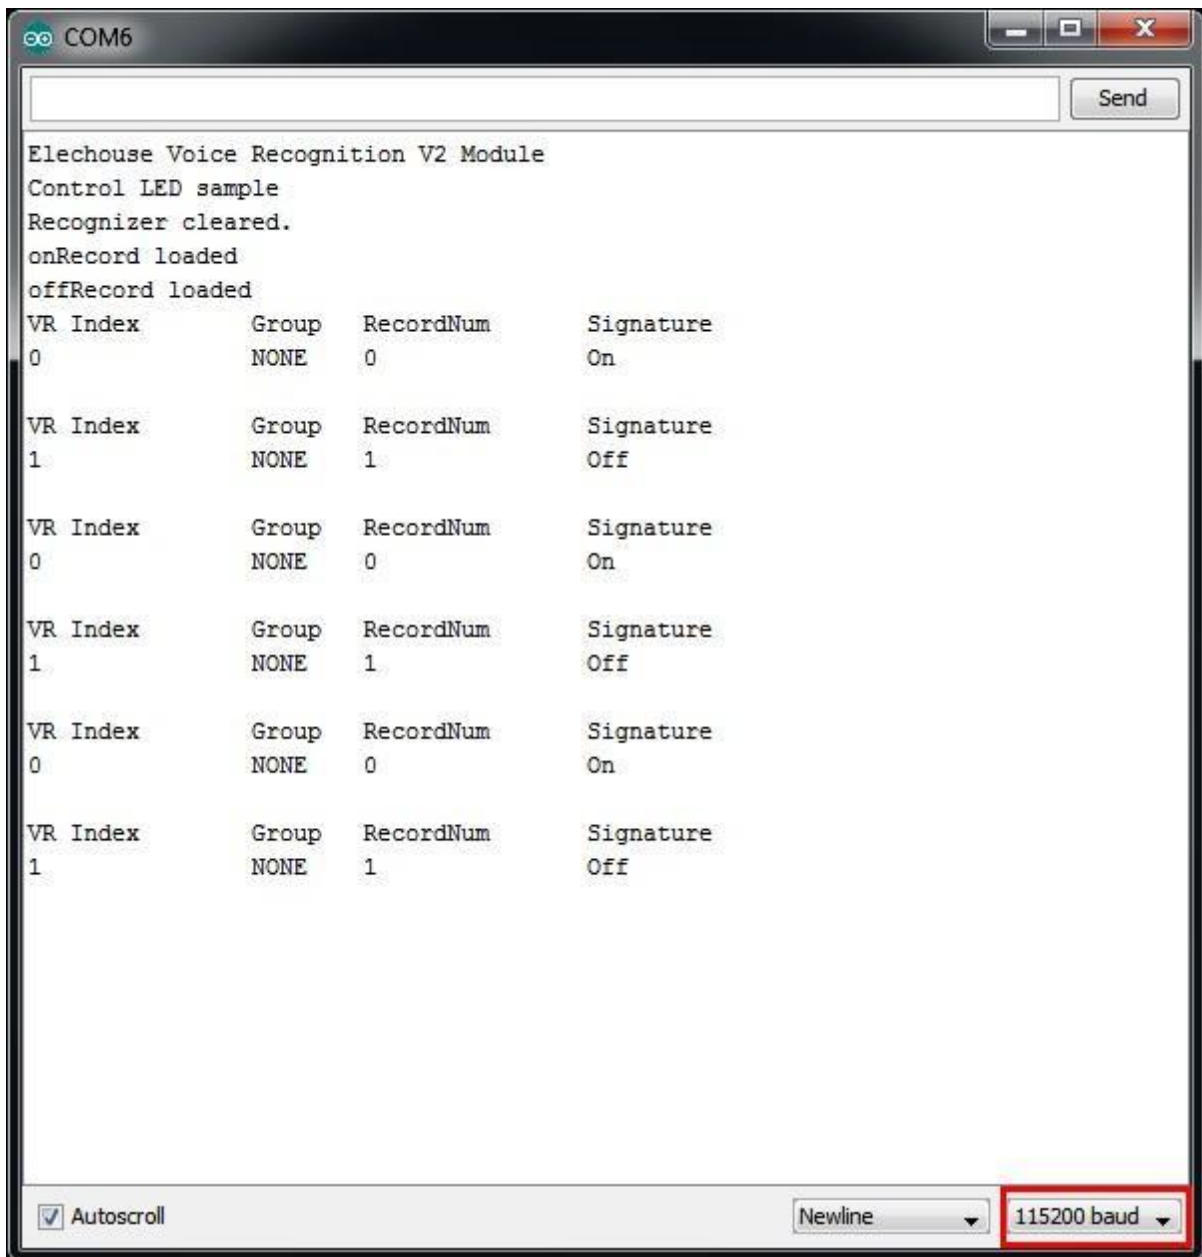 COM6
Send
Elechouse Voice Recognition V2 Module
Control LED sample
Recognizer cleared.
onRecord loaded
offRecord loaded
VR Index Group RecordNum Signature
0 NONE 0 On
VR Index Group RecordNum Signature
1 NONE 1 Off
VR Index Group RecordNum Signature
0 NONE 0 On
VR Index Group RecordNum Signature
1 NONE 1 Off
VR Index Group RecordNum Signature
0 NONE 0 On
VR Index Group RecordNum Signature
1 NONE 1 Off
Autoscroll Newline 115200 baud